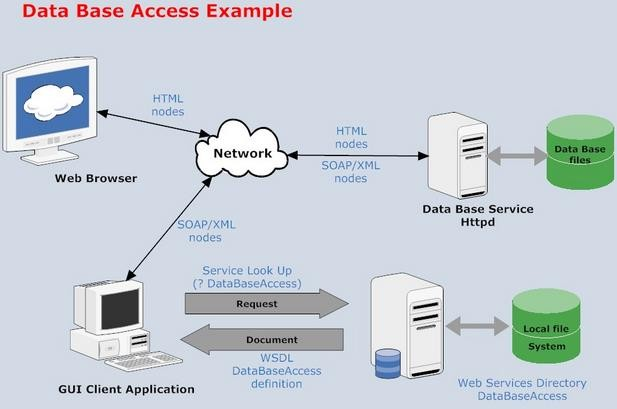 Data Base Access Example
HTML
nodes
Network
HTML
nodes
SOAP/XML
nodes
Data Base
files
Web Browser
Data Base Service
Httpd
SOAP/XML
nodes
Service Look Up
(? DataBaseAccess)
Request
Document
WSDL
DataBaseAccess
definition
GUI Client Application
Local file
System
Web Services Directory
DataBaseAccess